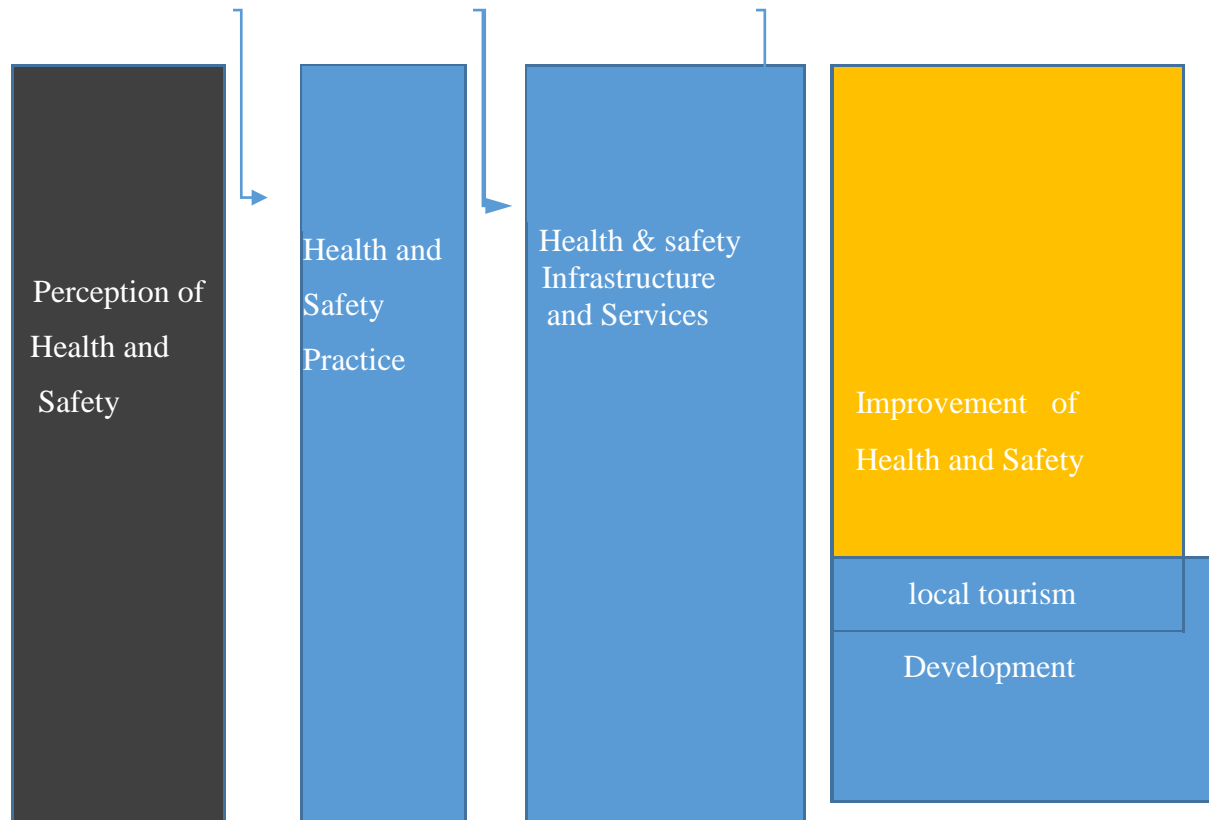 Perception of
Health and
Safety
Health and
Safety
Practice
Health & safety
Infrastructure
and Services
Improvement of
Health and Safety
local tourism
Development